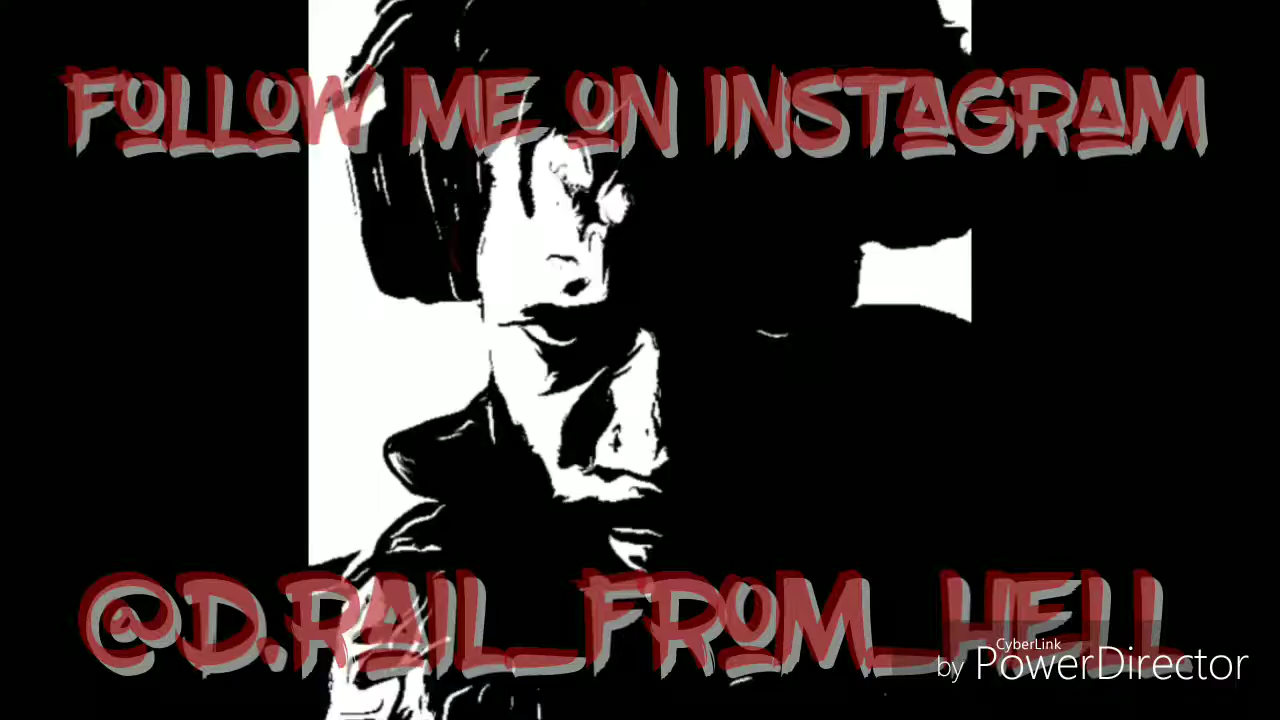 FOLLOW ME ON INSTAGRAM
@D.RAIL_FROM_HELL
CyberLink
by PowerDirector